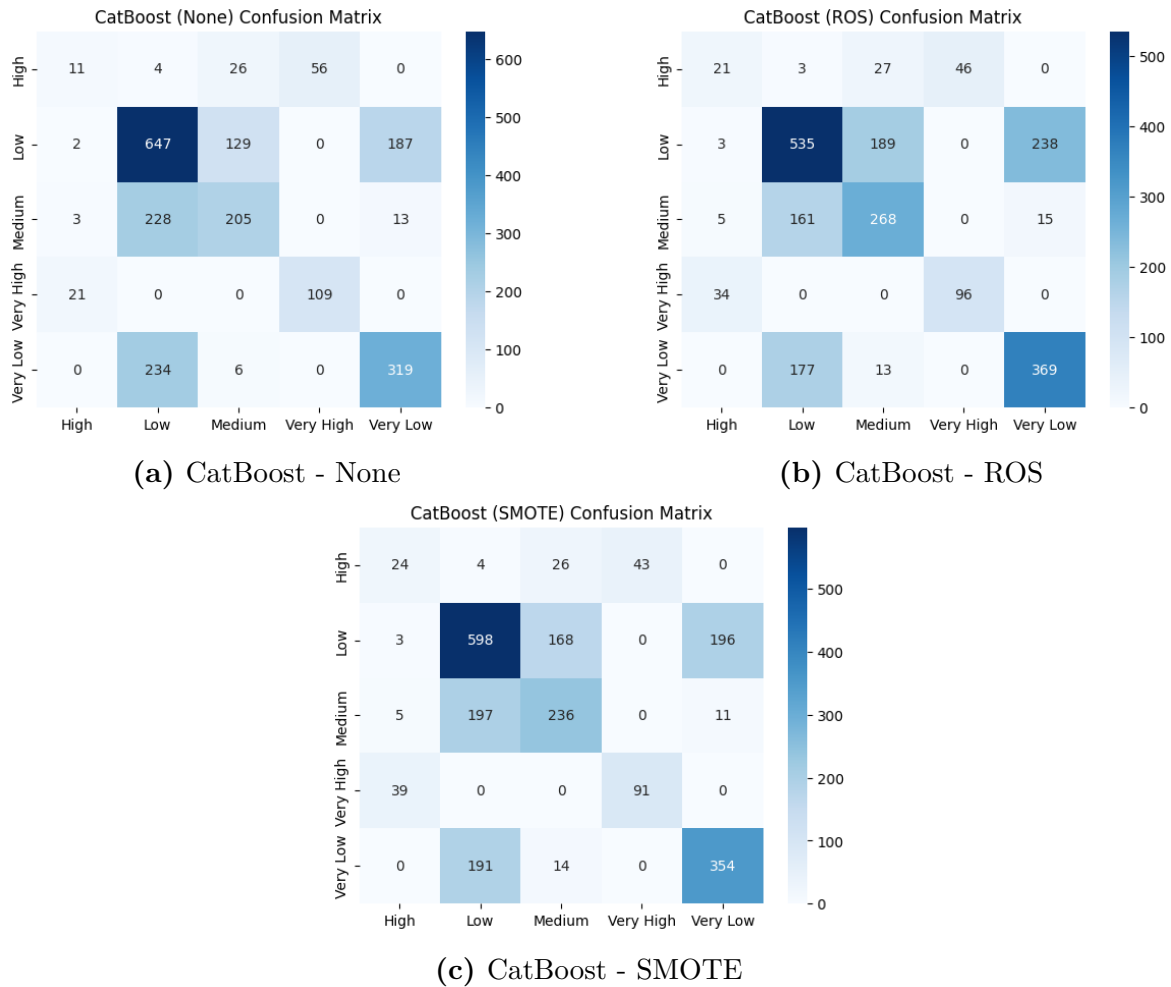 CatBoost (None) Confusion Matrix
High 11 4 26 56 0
Low 2 647 129 0 187
Medium 3 228 205 0 13
Very High 21 0 0 109 0
Very Low 0 234 6 0 319
High Low Medium Very High Very Low
600
500
400
300
200
100
0
(a) CatBoost - None
CatBoost (ROS) Confusion Matrix
High 21 3 27 46 0
Low 3 535 189 0 238
Medium 5 161 268 0 15
Very High 34 0 0 96 0
Very Low 0 177 13 0 369
High Low Medium Very High Very Low
500
400
300
200
100
0
(b) CatBoost - ROS
CatBoost (SMOTE) Confusion Matrix
High 24 4 26 43 0
Low 3 598 168 0 196
Medium 5 197 236 0 11
Very High 39 0 0 91 0
Very Low 0 191 14 0 354
High Low Medium Very High Very Low
500
400
300
200
100
0
(c) CatBoost - SMOTE